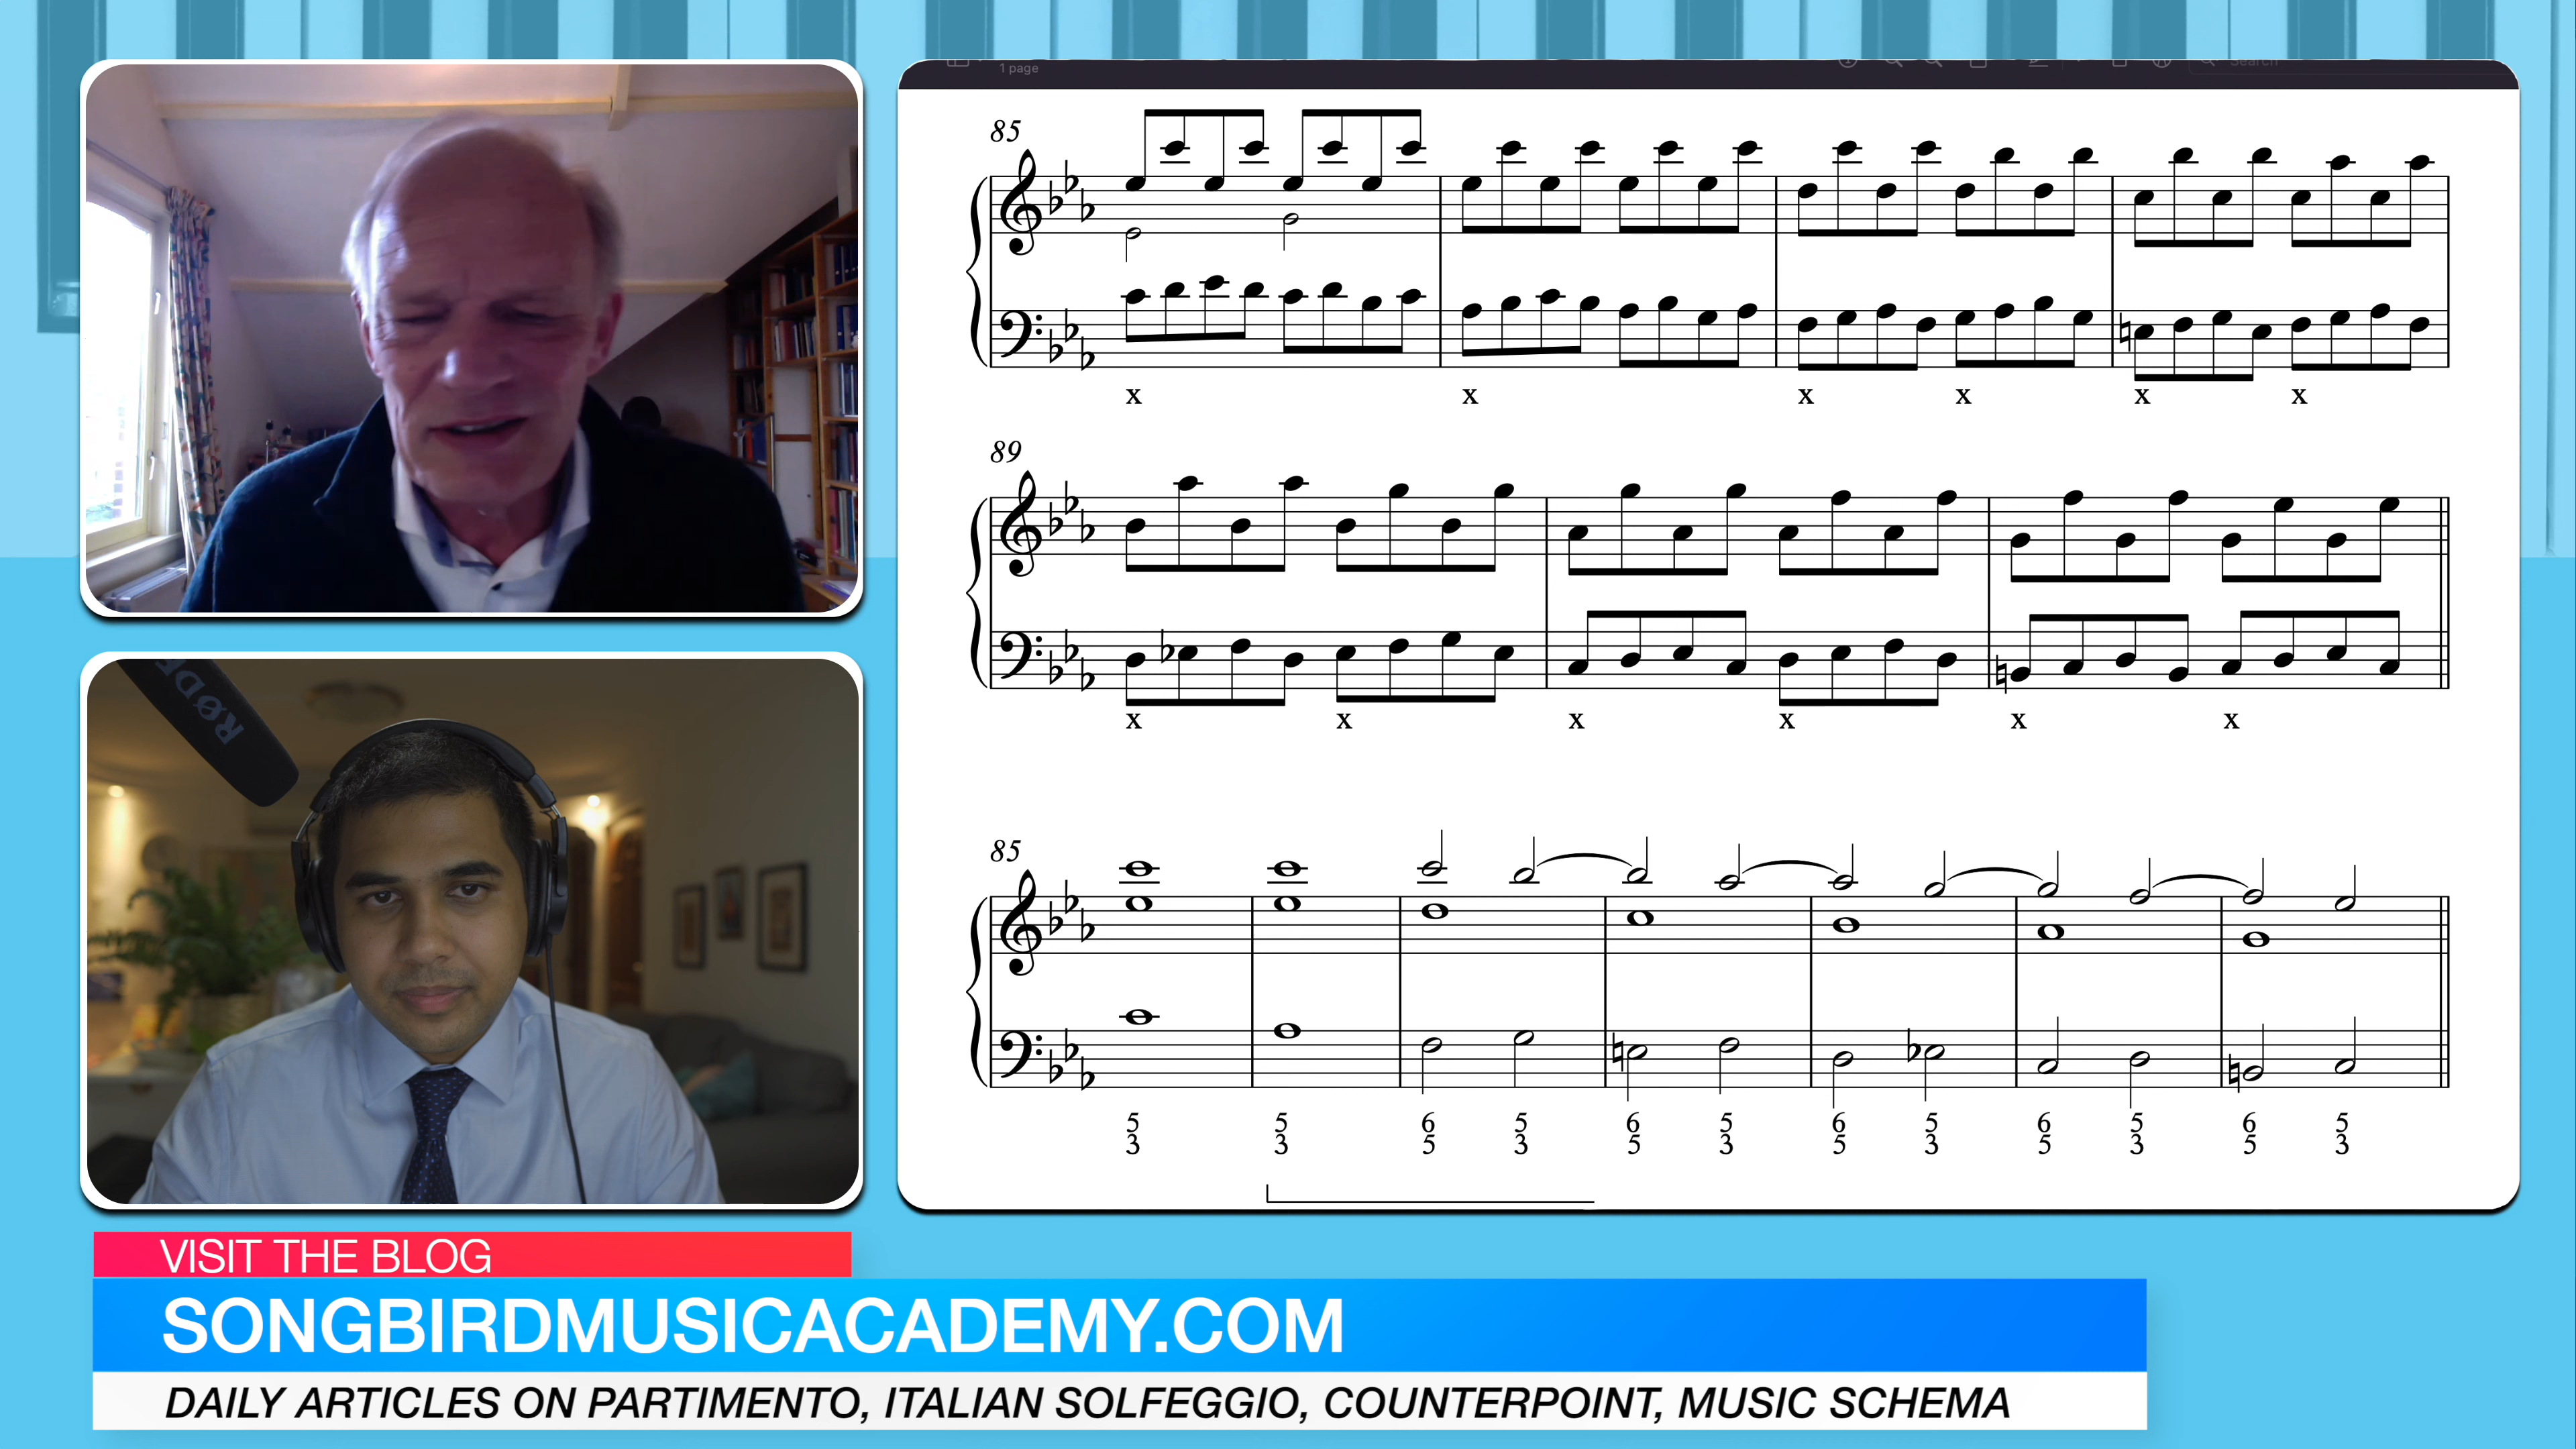 1 page
Search
85
x x x x x x
89
x x x x x x
85
5 5 6 5 6 5 6 5 6 5 6 5
3 3 5 3 5 3 5 3 5 3 5 3
RØDE
VISIT THE BLOG
SONGBIRDMUSICACADEMY.COM
DAILY ARTICLES ON PARTIMENTO, ITALIAN SOLFEGGIO, COUNTERPOINT, MUSIC SCHEMA